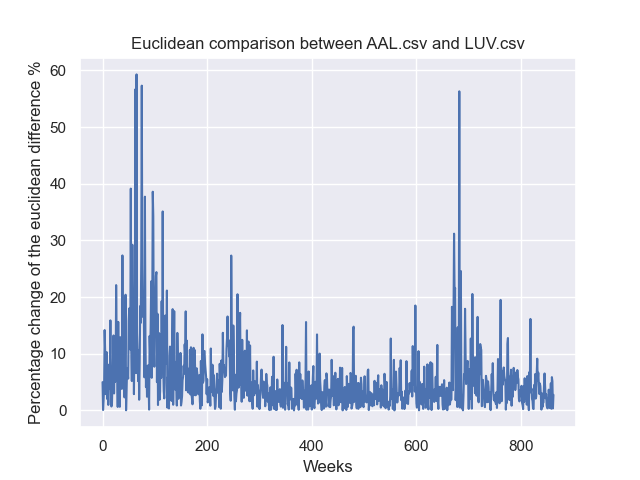 Euclidean comparison between AAL.csv and LUV.csv
Percentage change of the euclidean difference %
60
50
40
30
20
10
0
0 200 400 600 800
Weeks